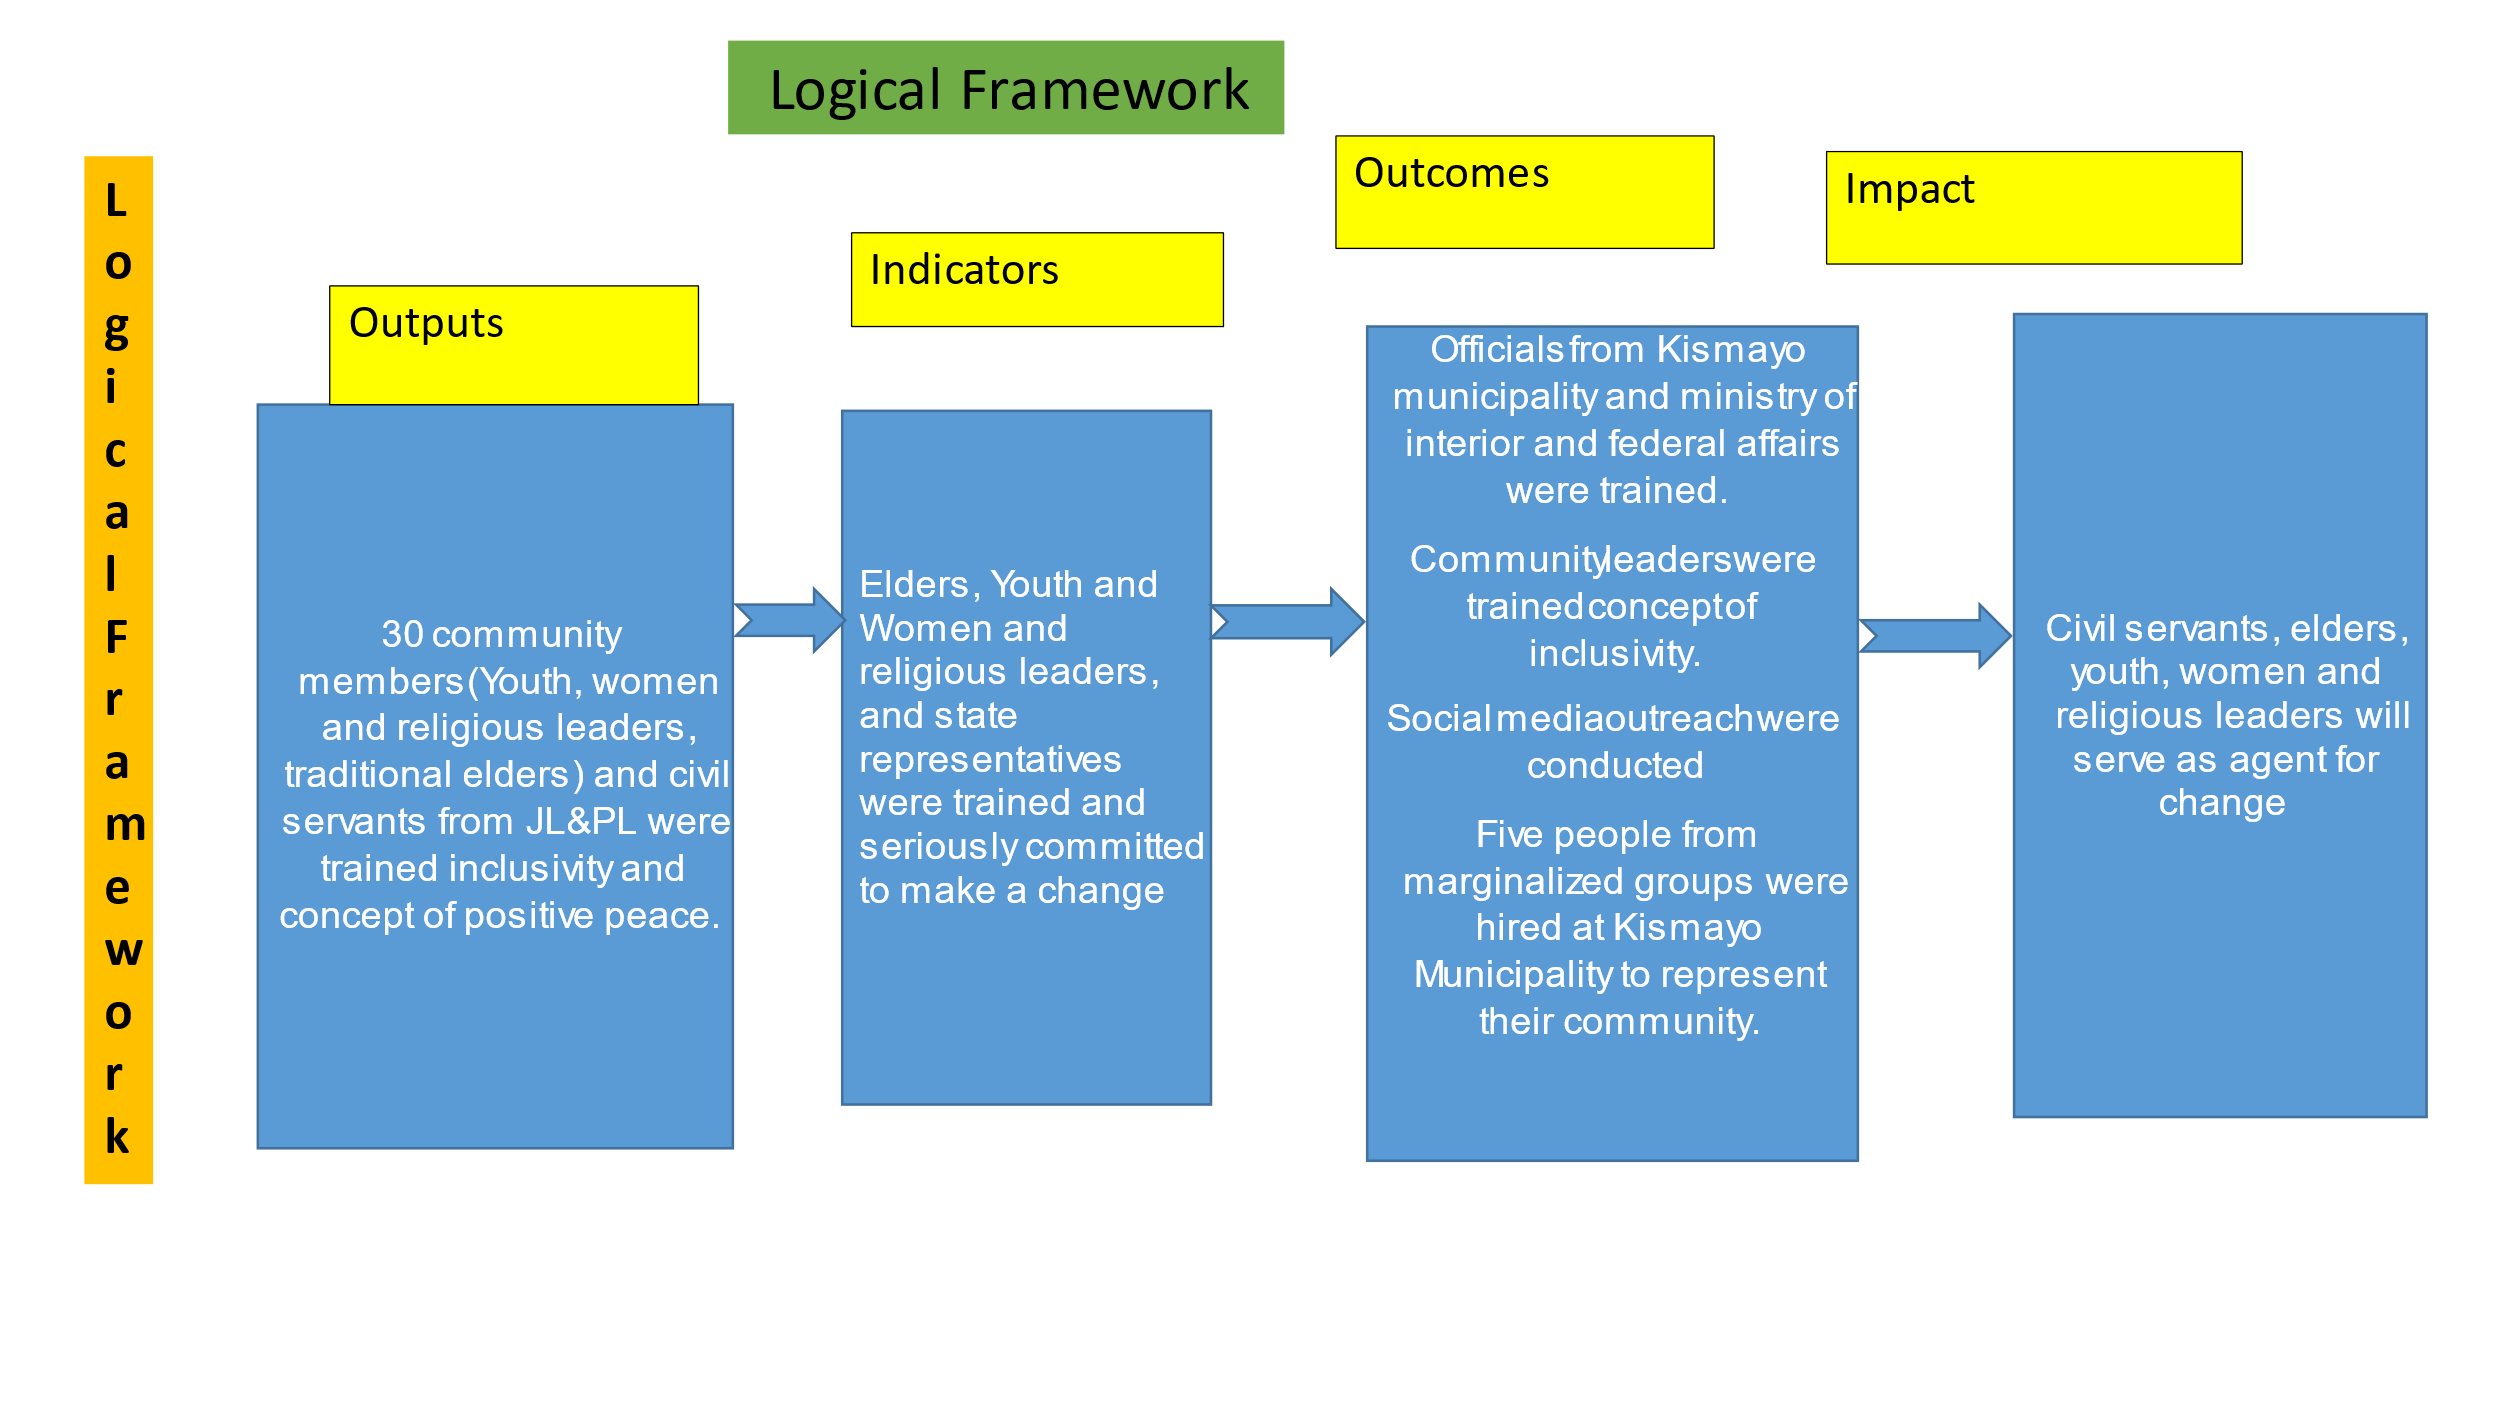 Logical Framework
L
o
g
i
c
a
l
F
r
a
m
e
w
o
r
k
Outputs
30 community
members(Youth, women
and religious leaders,
traditional elders) and civil
servants from JL&PL were
trained inclusivity and
concept of positive peace.
Indicators
Elders, Youth and
Women and
religious leaders,
and state
representatives
were trained and
seriously committed
to make a change
Outcomes
Officials from Kismayo
municipality and ministry of
interior and federal affairs
were trained.
Community leaders were
trained concept of
inclusivity.
Social media outreach were
conducted
Five people from
marginalized groups were
hired at Kismayo
Municipality to represent
their community.
Impact
Civil servants, elders,
youth, women and
religious leaders will
serve as agent for
change